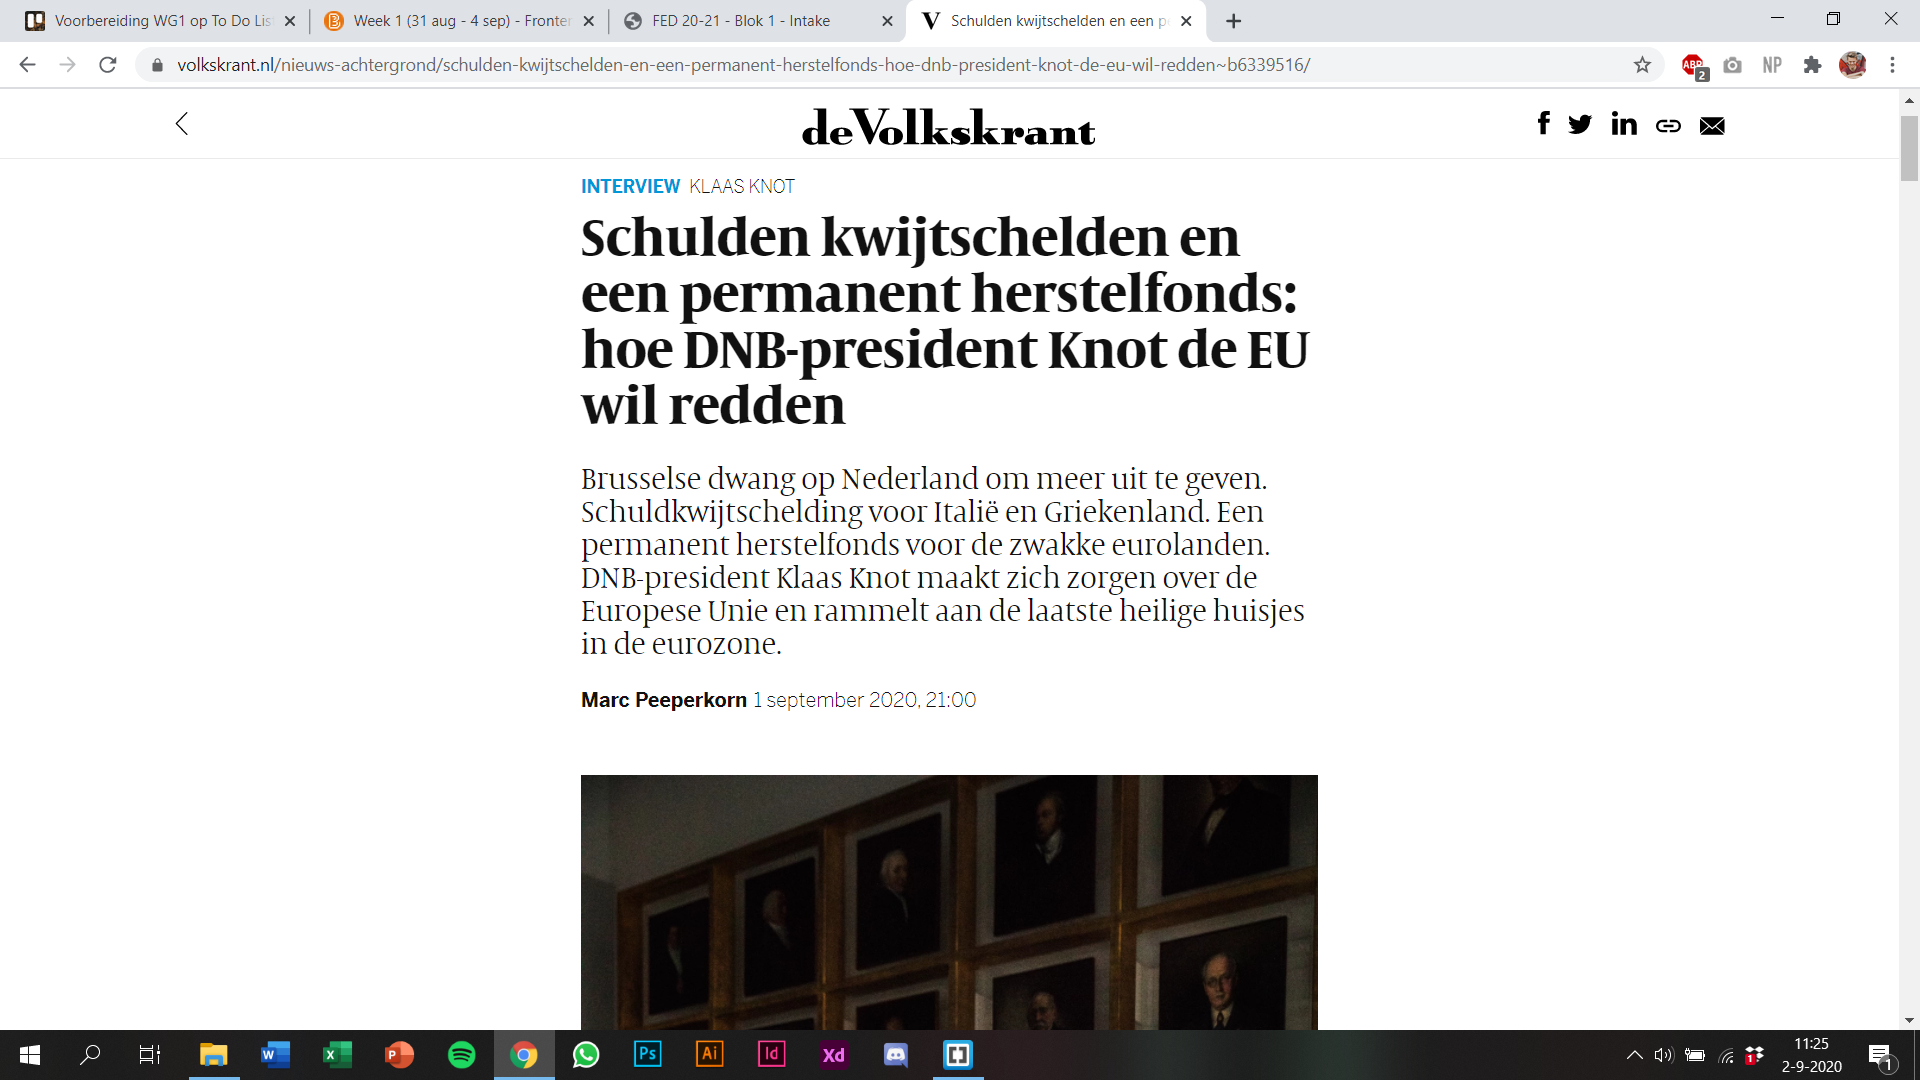 Voorbereiding WG1 op To Do Lis
Week 1 (31 aug - 4 sep) - Fronte
FED 20-21 - Blok 1 - Intake
V Schulden kwijtschelden en een p
volkskrant.nl/nieuws-achtergrond/schulden-kwijtschelden-en-een-permanent-herstelfonds-hoe-dnb-president-knot-de-eu-wil-redden~b6339516/
ABP 2 NP
de Volkskrant
f in
INTERVIEW KLAAS KNOT
Schulden kwijtschelden en
een permanent herstelfonds:
hoe DNB-president Knot de EU
wil redden
Brusselse dwang op Nederland om meer uit te geven.
Schuldkwijtschelding voor Italië en Griekenland. Een
permanent herstelfonds voor de zwakke eurolanden.
DNB-president Klaas Knot maakt zich zorgen over de
Europese Unie en rammelt aan de laatste heilige huisjes
in de eurozone.
Marc Peeperkorn 1 september 2020, 21:00
Ps Ai Id Xd
11:25
2-9-2020
1